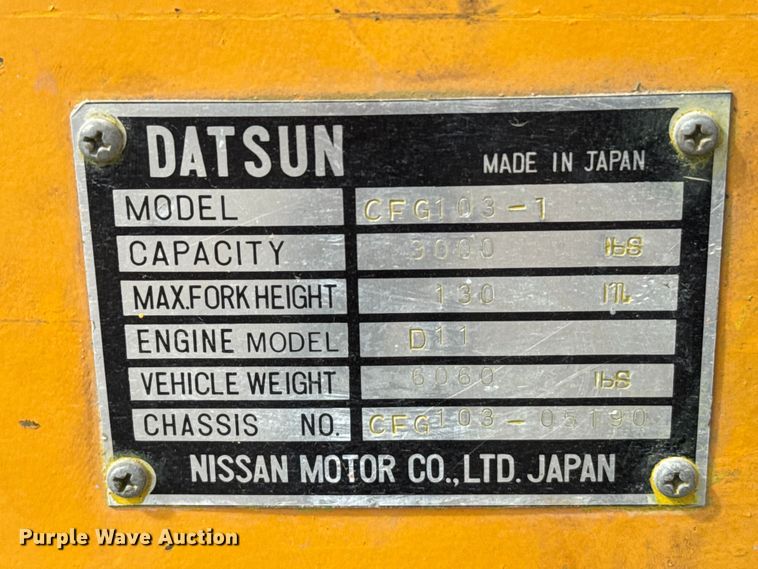 DATSUN MADE IN JAPAN
MODEL CFG103-1
CAPACITY 3000 lbS
MAX.FORK HEIGHT 130 in
ENGINE MODEL D11
VEHICLE WEIGHT 6060 lbS
CHASSIS NO. CFG103-05190
NISSAN MOTOR CO.,LTD. JAPAN
Purple Wave Auction®